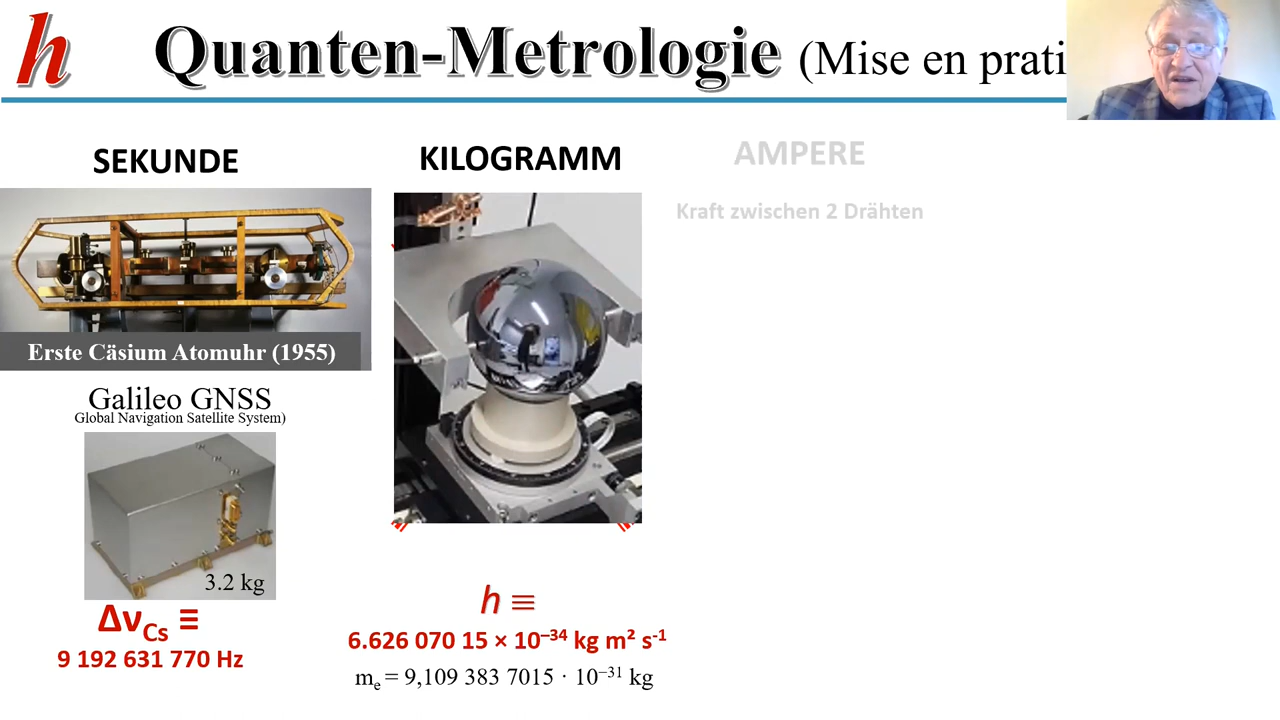 h
Quanten-Metrologie (Mise en prati
SEKUNDE
Erste Cäsium Atomuhr (1955)
Galileo GNSS
Global Navigation Satellite System)
3.2 kg
Δν_Cs ≡
9 192 631 770 Hz
KILOGRAMM
h ≡
6.626 070 15 × 10⁻³⁴ kg m² s⁻¹
mₑ = 9,109 383 7015 · 10⁻³¹ kg
AMPERE
Kraft zwischen 2 Drähten